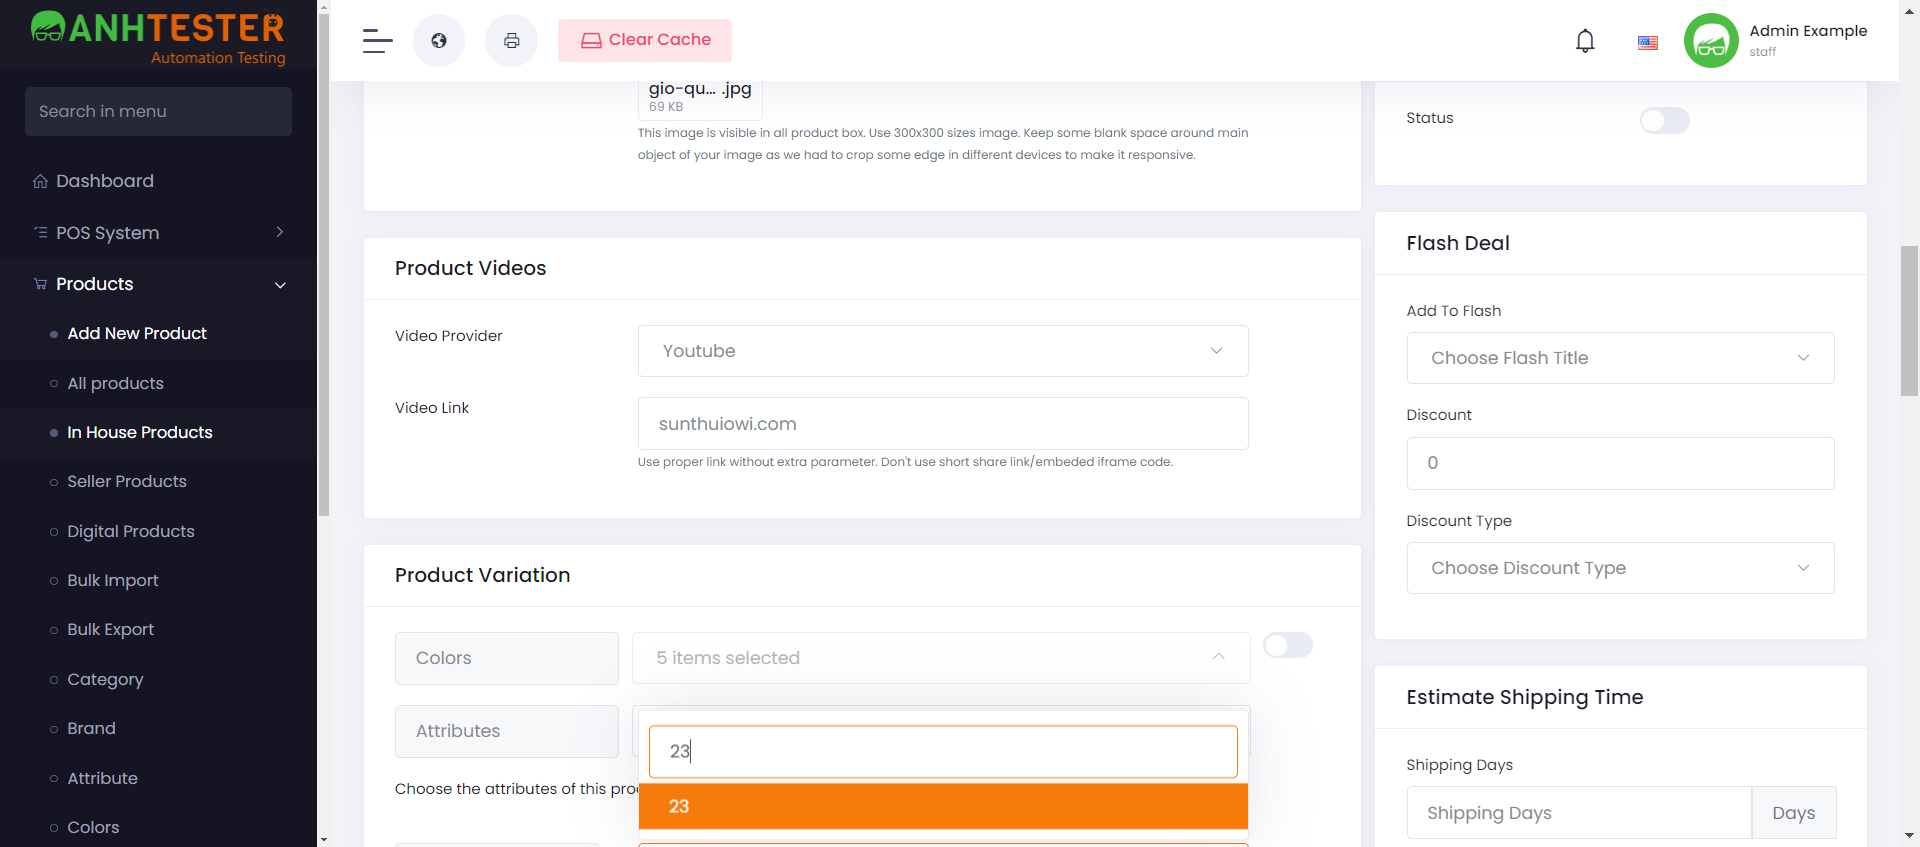 ANHTESTER
Automation Testing
Search in menu
Dashboard
POS System
Products
Add New Product
All products
In House Products
Seller Products
Digital Products
Bulk Import
Bulk Export
Category
Brand
Attribute
Colors
Clear Cache
Admin Example
staff
gio-qu... .jpg
69 KB
This image is visible in all product box. Use 300x300 sizes image. Keep some blank space around main
object of your image as we had to crop some edge in different devices to make it responsive.
Product Videos
Video Provider
Youtube
Video Link
sunthuiowi.com
Use proper link without extra parameter. Don't use short share link/embeded iframe code.
Product Variation
Colors
5 items selected
Attributes
23
23
Choose the attributes of this
Status
Flash Deal
Add To Flash
Choose Flash Title
Discount
0
Discount Type
Choose Discount Type
Estimate Shipping Time
Shipping Days
Shipping Days
Days